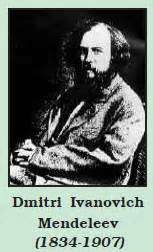 Dmitri Ivanovich
Mendeleev
(1834-1907)